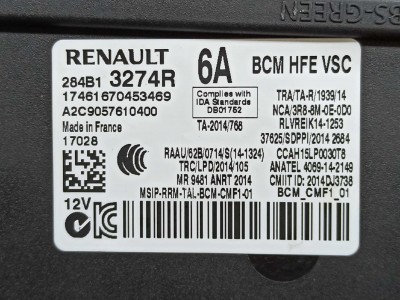 BS-GREEN
RENAULT 6A BCM HFE VSC
284B1 3274R
17461670453469
A2C9057610400
Made in France
17028
Complies with
IDA Standards
DB01752
TA-2014/768
TRA/TA-R/1939/14
NCA/3R8-8M-0E-0D0
RLVREIK14-1253
37625/SDPPI/2014 2684
RAAU/62B/0714/S(14-1324) CCAH15LP0030T8
TRC/LPD/2014/105 ANATEL 4069-14-2149
MR 9481 ANRT 2014 CMIIT ID: 2014DJ3738
MSIP-RRM-TAL-BCM-CMF1-01 BCM_CMF1_01
12V